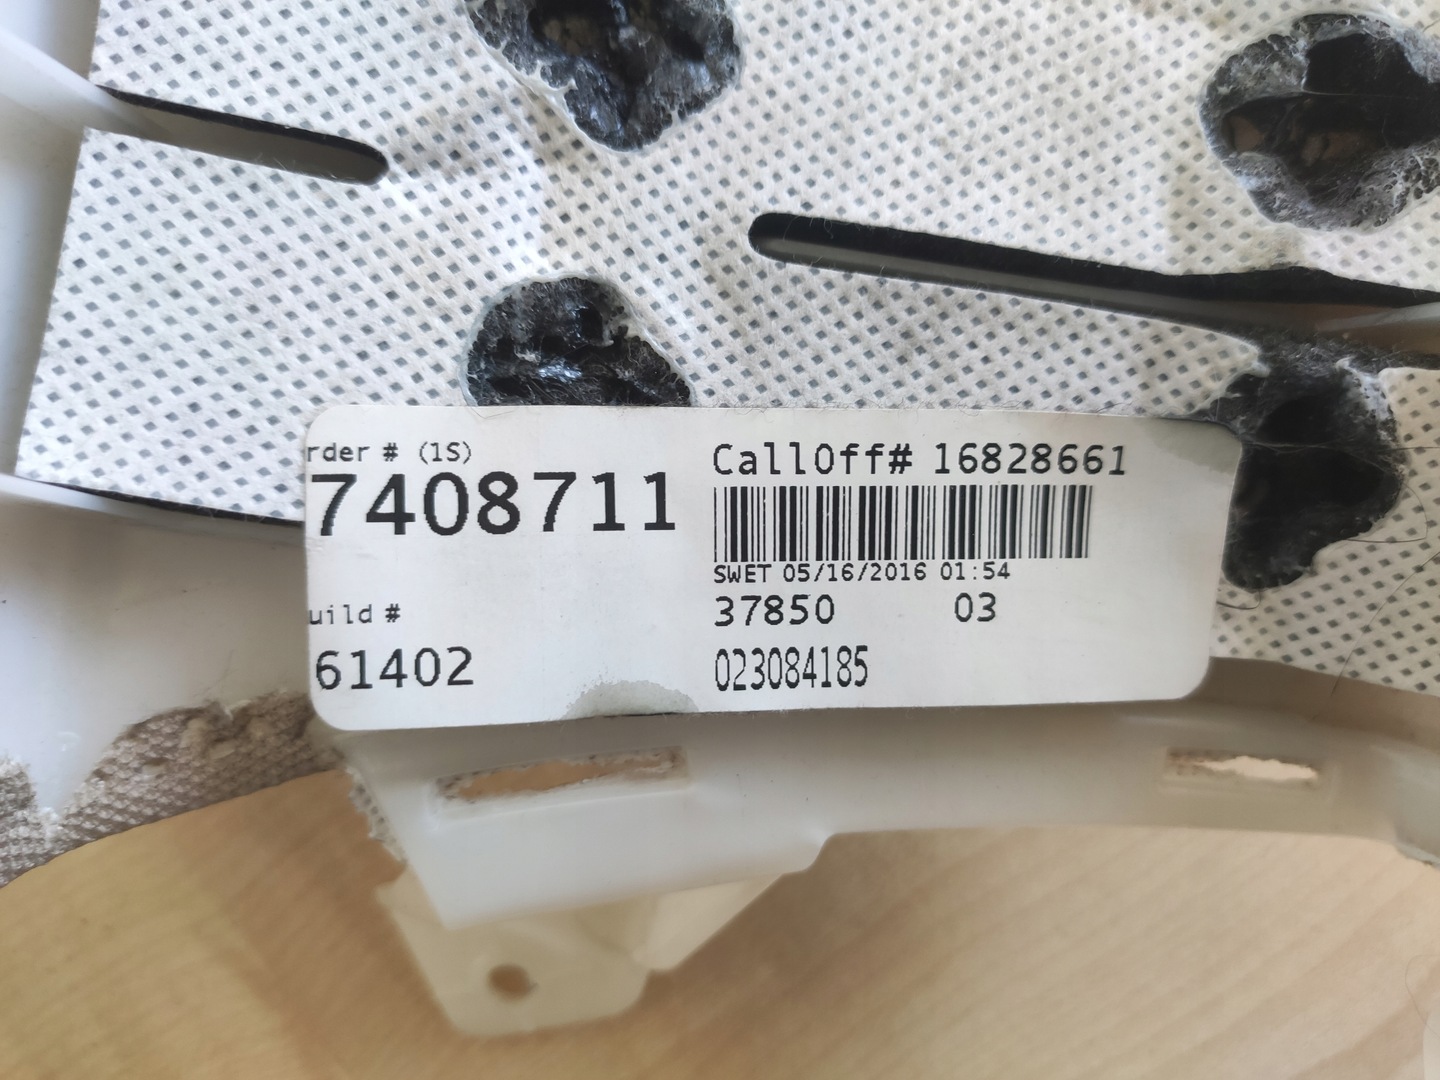 rder # (1S)
7408711
uild #
61402
CallOff# 16828661
SWET 05/16/2016 01:54
37850 03
023084185